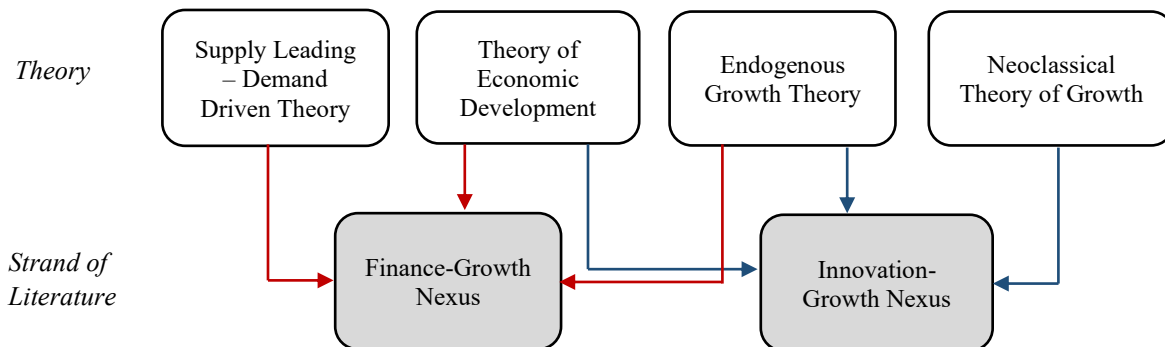 Theory
Supply Leading
– Demand
Driven Theory
Theory of
Economic
Development
Endogenous
Growth Theory
Neoclassical
Theory of Growth
Strand of
Literature
Finance-Growth
Nexus
Innovation-
Growth Nexus